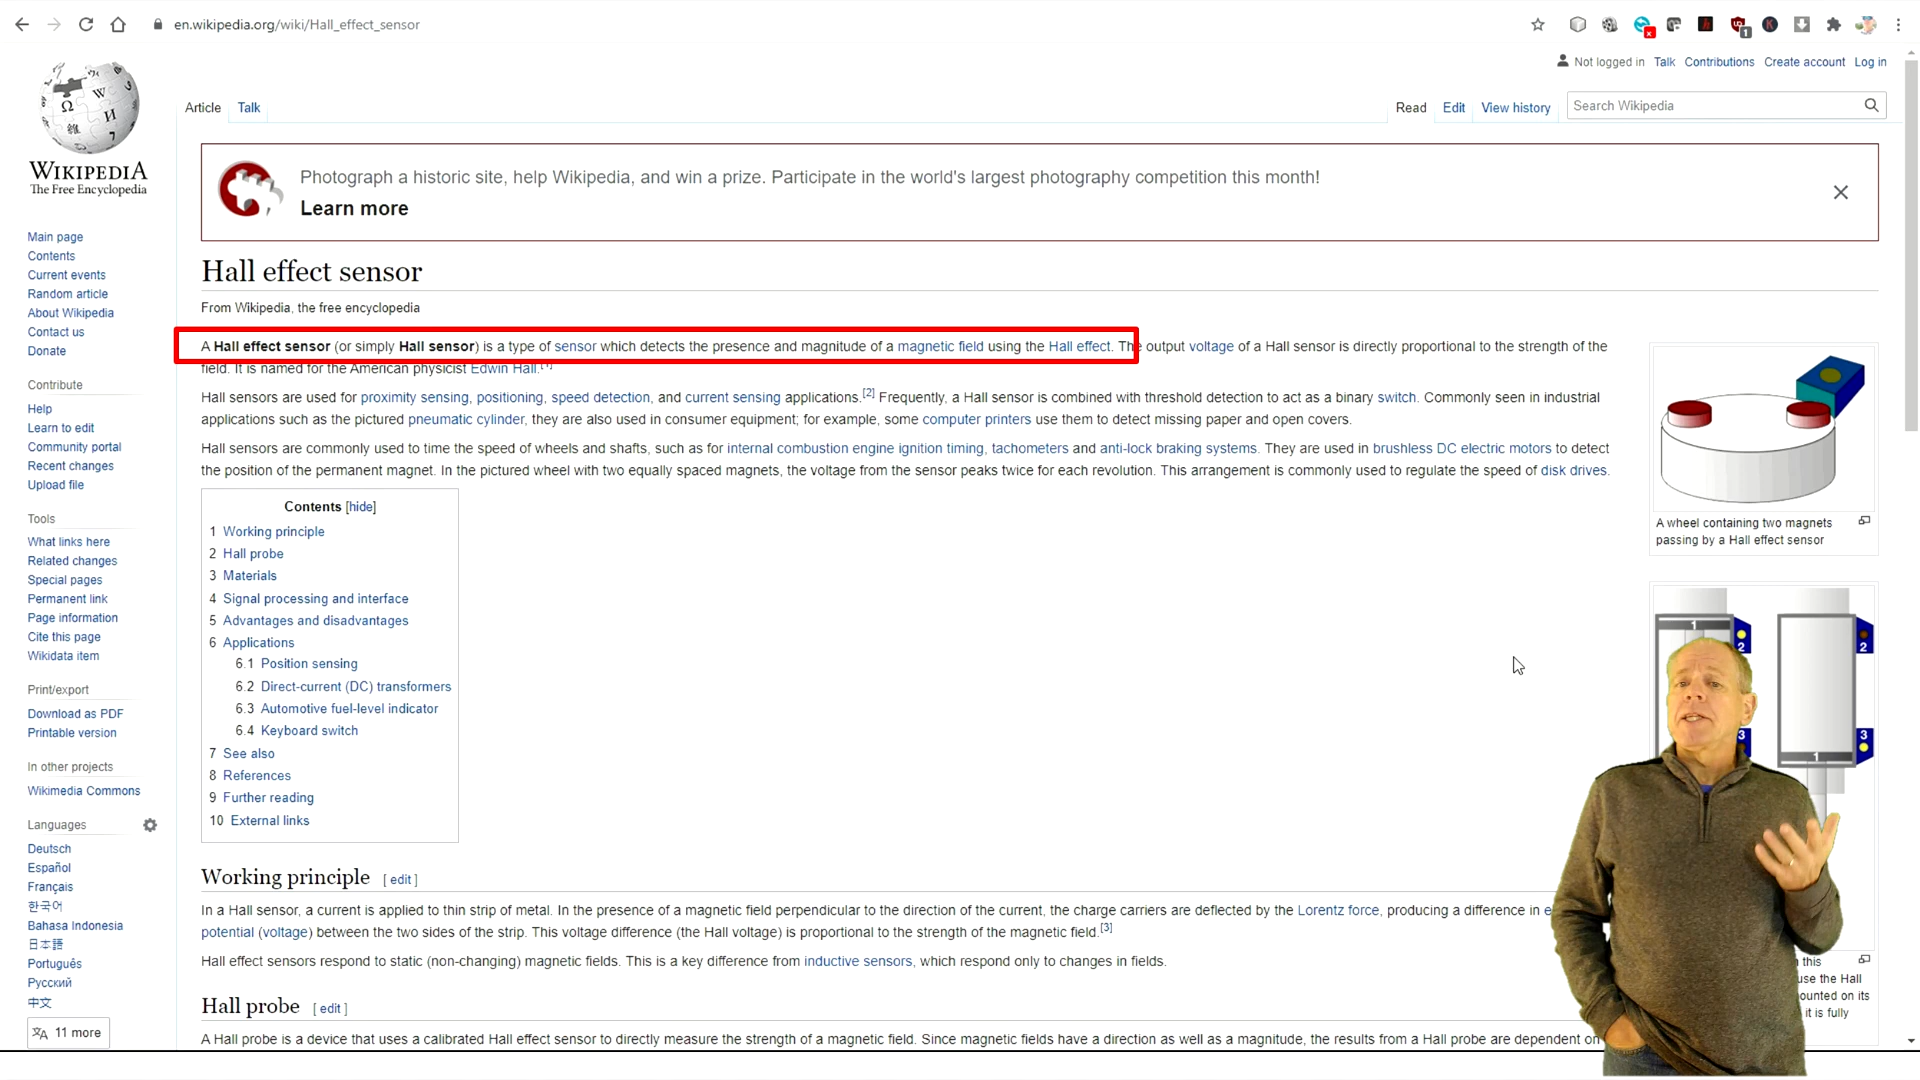 en.wikipedia.org/wiki/Hall_effect_sensor
Not logged in Talk Contributions Create account Log in
WIKIPEDIA
The Free Encyclopedia
Article Talk
Read Edit View history Search Wikipedia
Photograph a historic site, help Wikipedia, and win a prize. Participate in the world's largest photography competition this month!
Learn more
Main page
Contents
Current events
Random article
About Wikipedia
Contact us
Donate
Contribute
Help
Learn to edit
Community portal
Recent changes
Upload file
Tools
What links here
Related changes
Special pages
Permanent link
Page information
Cite this page
Wikidata item
Print/export
Download as PDF
Printable version
In other projects
Wikimedia Commons
Languages
Deutsch
Español
Français
한국어
Bahasa Indonesia
日本語
Português
Русский
中文
11 more
Hall effect sensor
From Wikipedia, the free encyclopedia
A Hall effect sensor (or simply Hall sensor) is a type of sensor which detects the presence and magnitude of a magnetic field using the Hall effect. The output voltage of a Hall sensor is directly proportional to the strength of the
field. It is named for the American physicist Edwin Hall.[1]
Hall sensors are used for proximity sensing, positioning, speed detection, and current sensing applications.[2] Frequently, a Hall sensor is combined with threshold detection to act as a binary switch. Commonly seen in industrial
applications such as the pictured pneumatic cylinder, they are also used in consumer equipment; for example, some computer printers use them to detect missing paper and open covers.
Hall sensors are commonly used to time the speed of wheels and shafts, such as for internal combustion engine ignition timing, tachometers and anti-lock braking systems. They are used in brushless DC electric motors to detect
the position of the permanent magnet. In the pictured wheel with two equally spaced magnets, the voltage from the sensor peaks twice for each revolution. This arrangement is commonly used to regulate the speed of disk drives.
Contents [hide]
1 Working principle
2 Hall probe
3 Materials
4 Signal processing and interface
5 Advantages and disadvantages
6 Applications
6.1 Position sensing
6.2 Direct-current (DC) transformers
6.3 Automotive fuel-level indicator
6.4 Keyboard switch
7 See also
8 References
9 Further reading
10 External links
A wheel containing two magnets
passing by a Hall effect sensor
1 2 2
3 1 3
this
use the Hall
ounted on its
it is fully
Working principle [ edit ]
In a Hall sensor, a current is applied to thin strip of metal. In the presence of a magnetic field perpendicular to the direction of the current, the charge carriers are deflected by the Lorentz force, producing a difference in e
potential (voltage) between the two sides of the strip. This voltage difference (the Hall voltage) is proportional to the strength of the magnetic field.[3]
Hall effect sensors respond to static (non-changing) magnetic fields. This is a key difference from inductive sensors, which respond only to changes in fields.
Hall probe [ edit ]
A Hall probe is a device that uses a calibrated Hall effect sensor to directly measure the strength of a magnetic field. Since magnetic fields have a direction as well as a magnitude, the results from a Hall probe are dependent on